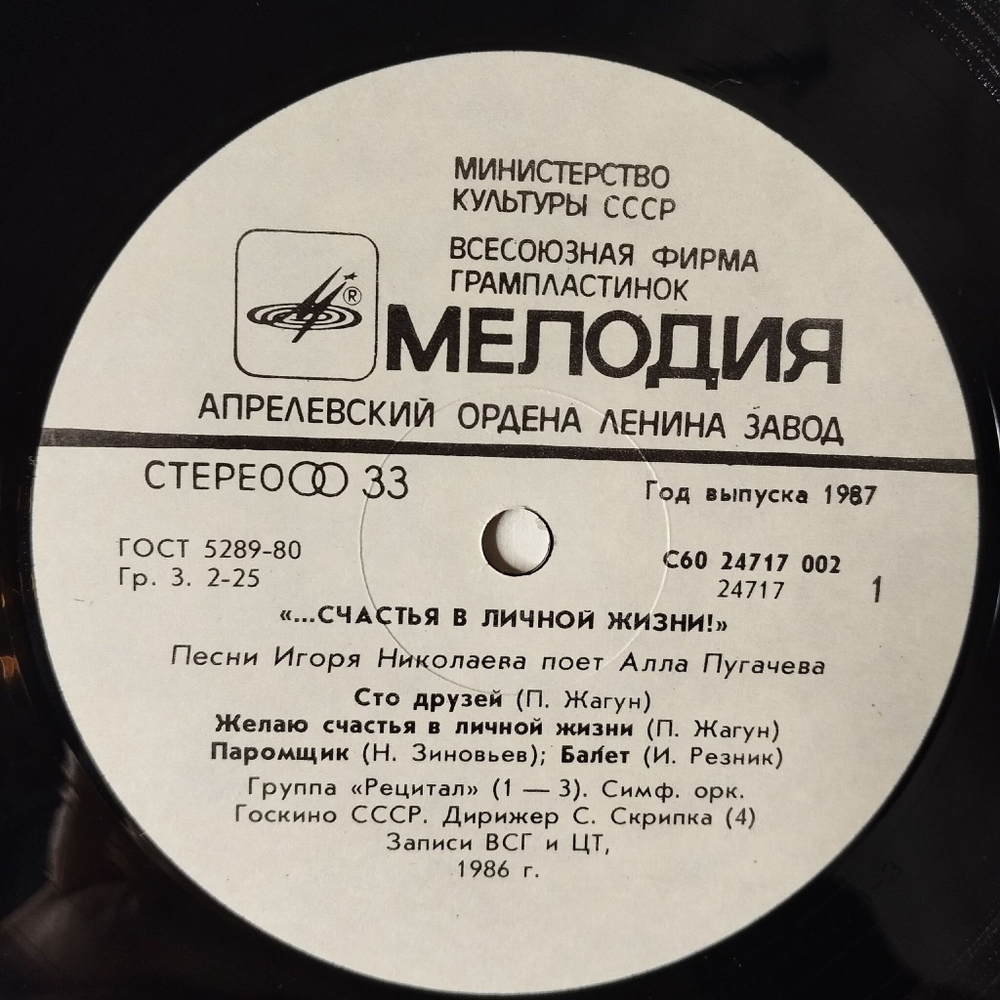 МИНИСТЕРСТВО
КУЛЬТУРЫ СССР
ВСЕСОЮЗНАЯ ФИРМА
ГРАМПЛАСТИНОК
®
МЕЛОДИЯ
АПРЕЛЕВСКИЙ ОРДЕНА ЛЕНИНА ЗАВОД
СТЕРЕО 33
Год выпуска 1987
ГОСТ 5289-80
Гр. 3. 2-25
С60 24717 002
24717
1
«...СЧАСТЬЯ В ЛИЧНОЙ ЖИЗНИ!»
Песни Игоря Николаева поет Алла Пугачева
Сто друзей (П. Жагун)
Желаю счастья в личной жизни (П. Жагун)
Паромщик (Н. Зиновьев); Балет (И. Резник)
Группа «Рецитал» (1 — 3). Симф. орк.
Госкино СССР. Дирижер С. Скрипка (4)
Записи ВСГ и ЦТ,
1986 г.